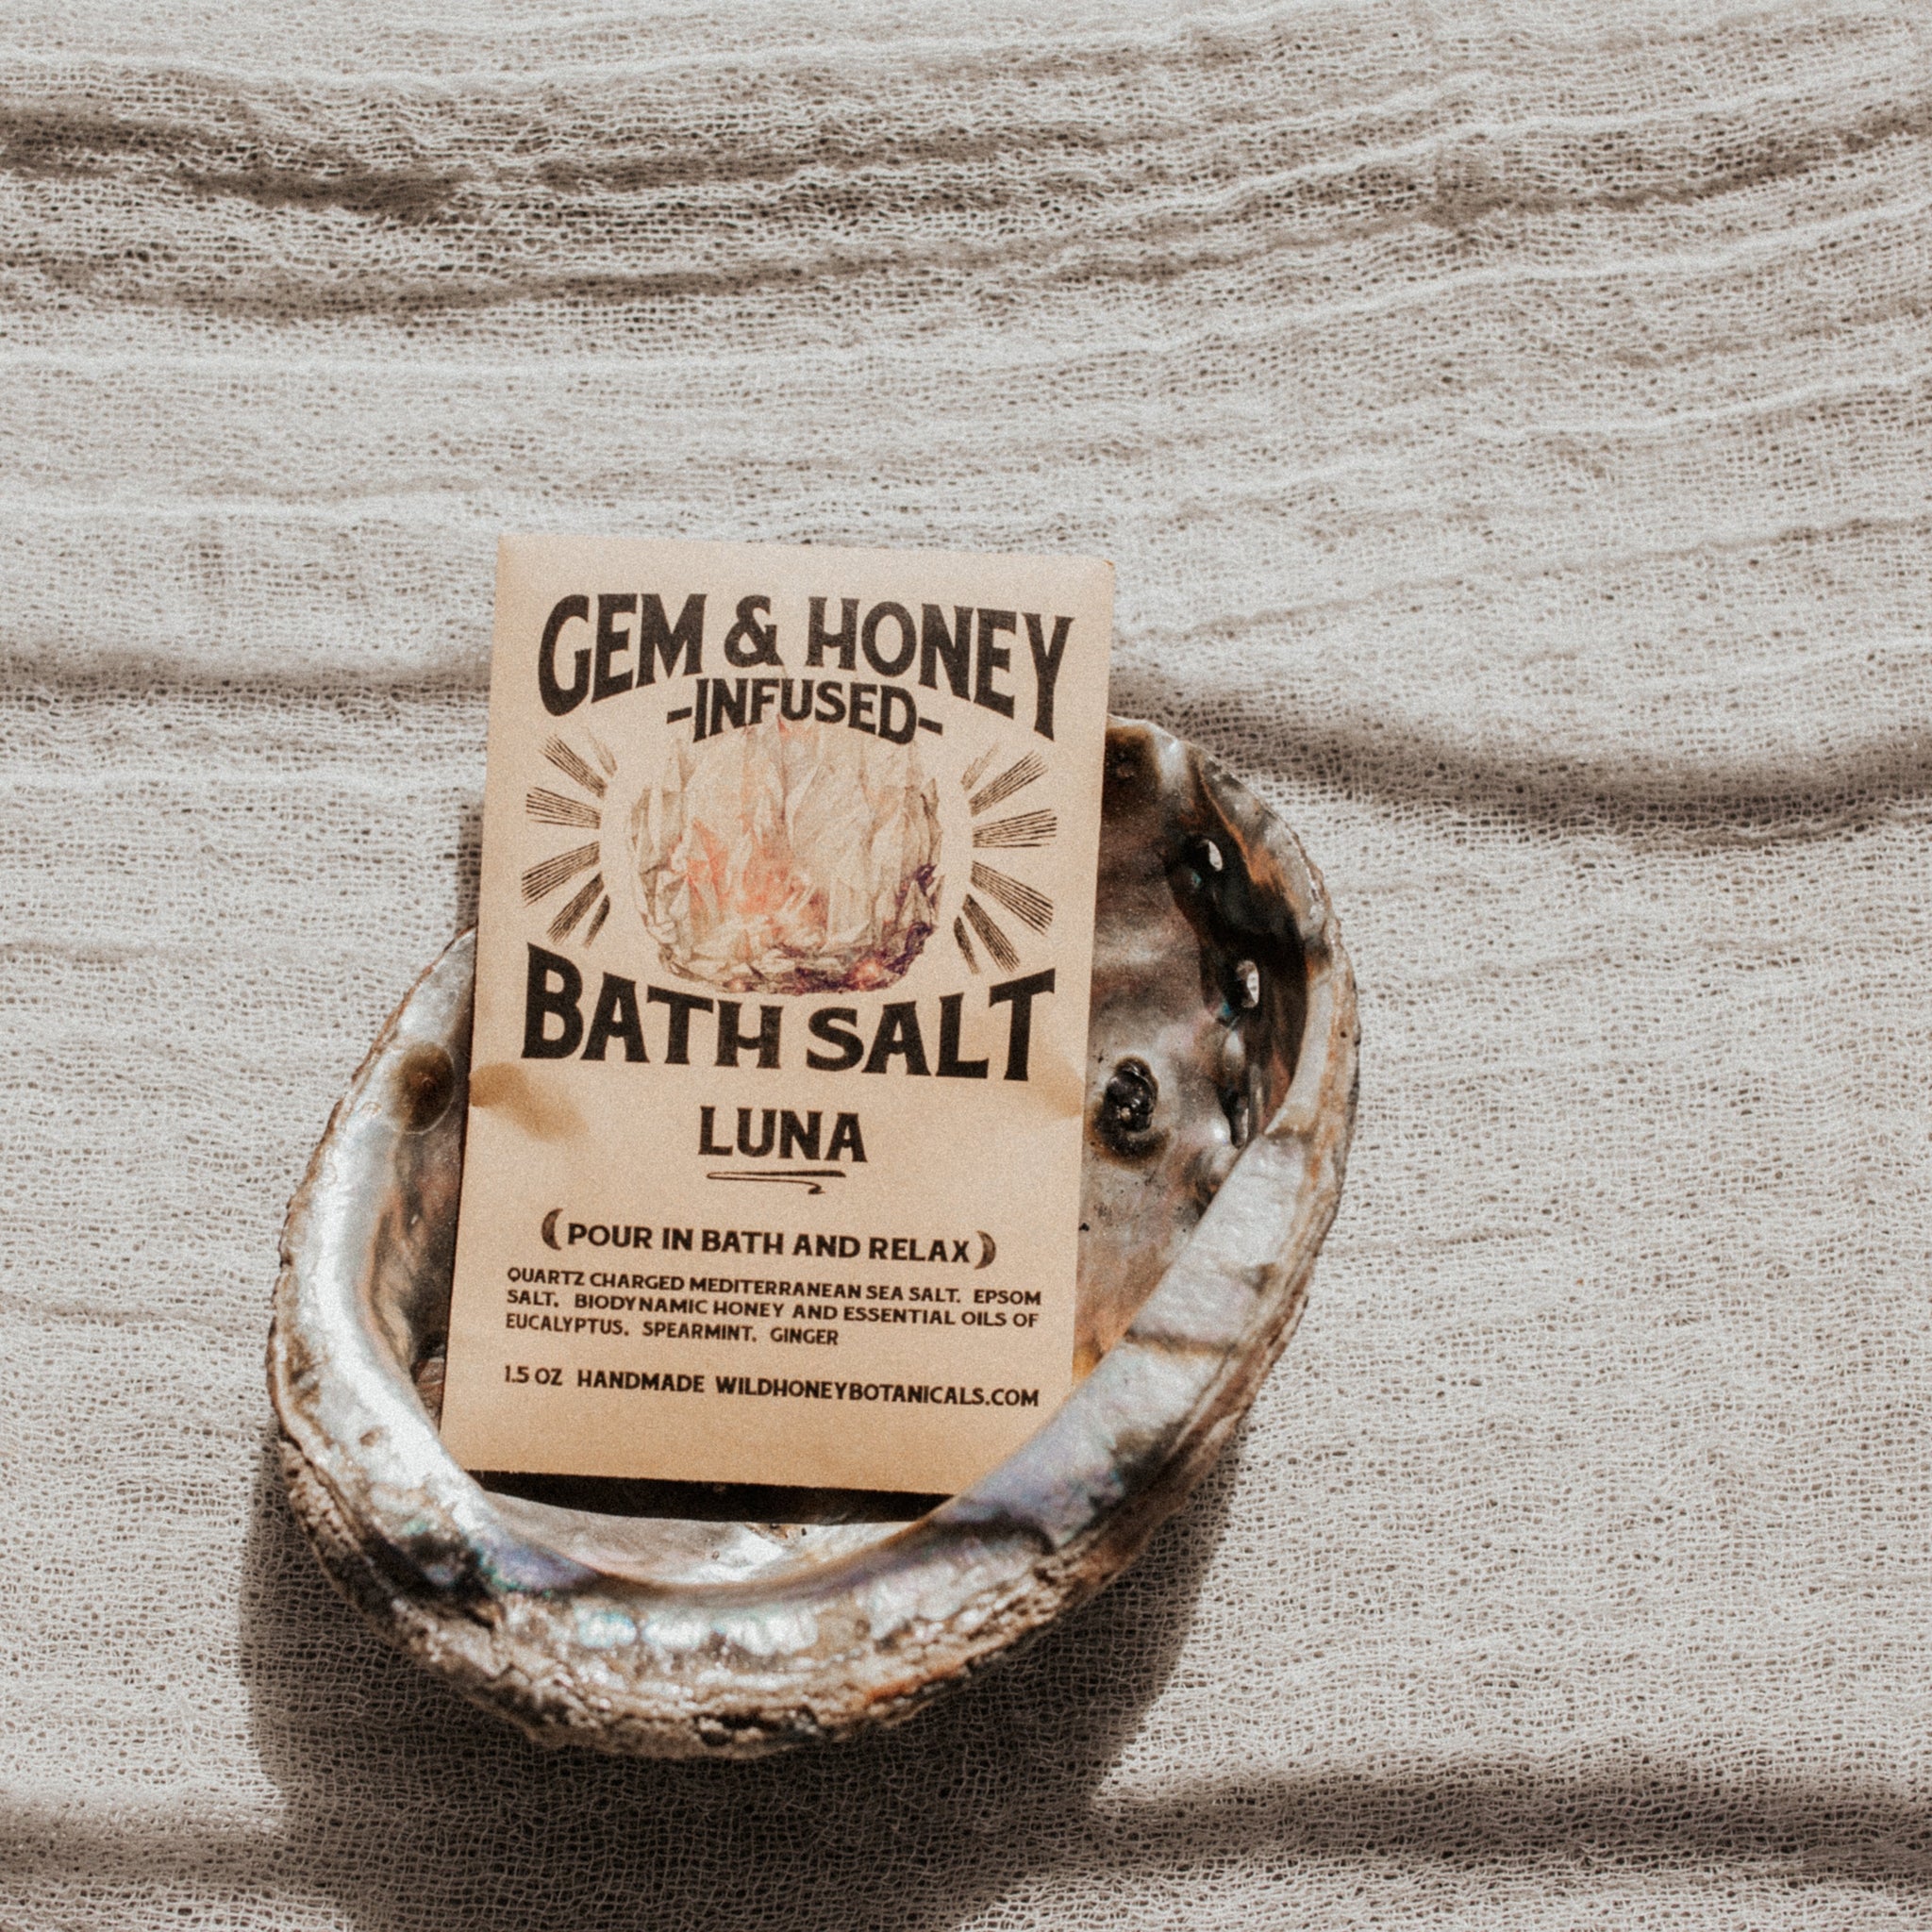 GEM & HONEY
-INFUSED-
BATH SALT
LUNA
(POUR IN BATH AND RELAX)
QUARTZ CHARGED MEDITERRANEAN SEA SALT. EPSOM
SALT. BIODYNAMIC HONEY AND ESSENTIAL OILS OF
EUCALYPTUS. SPEARMINT. GINGER
1.5 OZ HANDMADE WILDHONEYBOTANICALS.COM